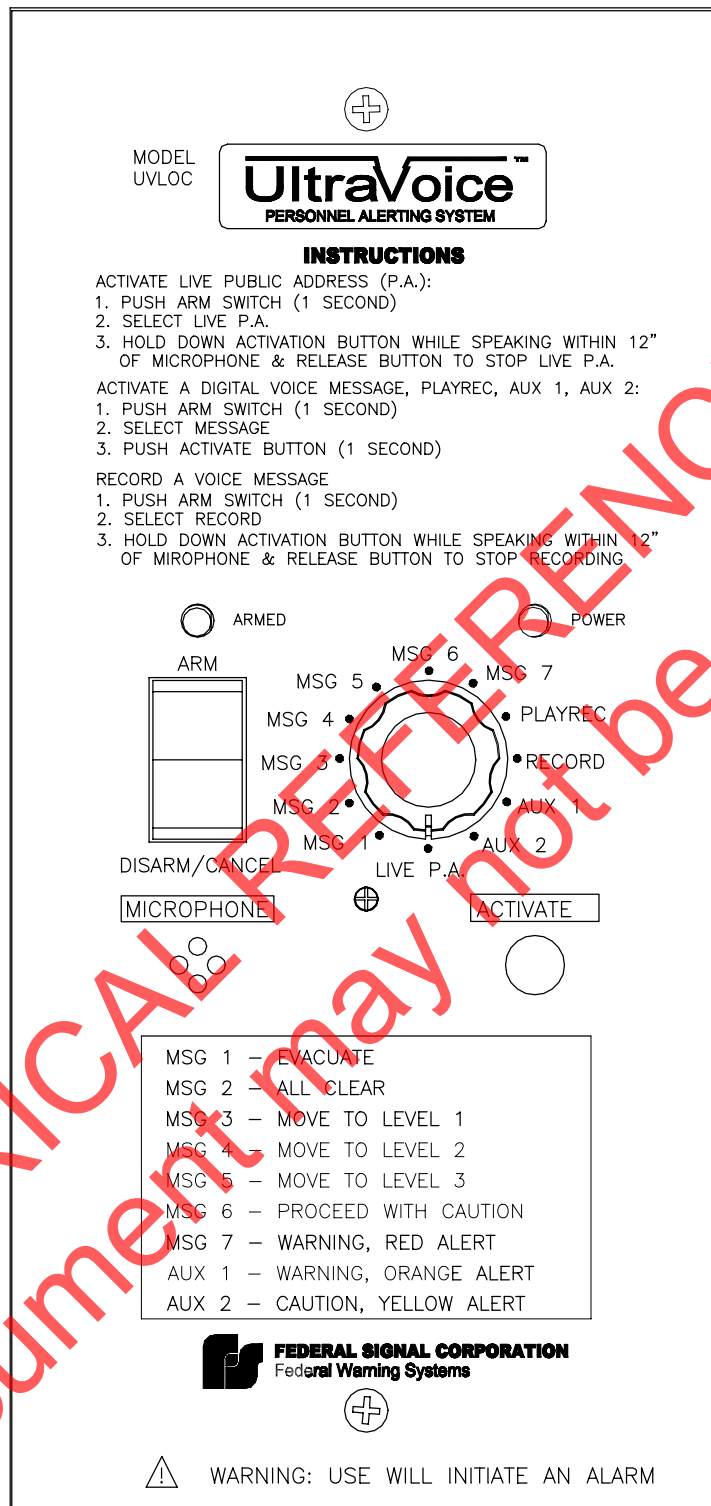 MODEL
UVLOC
UltraVoice™
PERSONNEL ALERTING SYSTEM
INSTRUCTIONS
ACTIVATE LIVE PUBLIC ADDRESS (P.A.):
1. PUSH ARM SWITCH (1 SECOND)
2. SELECT LIVE P.A.
3. HOLD DOWN ACTIVATION BUTTON WHILE SPEAKING WITHIN 12”
OF MICROPHONE & RELEASE BUTTON TO STOP LIVE P.A.
ACTIVATE A DIGITAL VOICE MESSAGE, PLAYREC, AUX 1, AUX 2:
1. PUSH ARM SWITCH (1 SECOND)
2. SELECT MESSAGE
3. PUSH ACTIVATE BUTTON (1 SECOND)
RECORD A VOICE MESSAGE
1. PUSH ARM SWITCH (1 SECOND)
2. SELECT RECORD
3. HOLD DOWN ACTIVATION BUTTON WHILE SPEAKING WITHIN 12”
OF MIROPHONE & RELEASE BUTTON TO STOP RECORDING
ARMED
POWER
ARM
MSG 6
MSG 5
MSG 7
MSG 4
PLAYREC
MSG 3
RECORD
MSG 2
AUX 1
MSG 1
AUX 2
LIVE P.A.
DISARM/CANCEL
MICROPHONE
ACTIVATE
MSG 1 – EVACUATE
MSG 2 – ALL CLEAR
MSG 3 – MOVE TO LEVEL 1
MSG 4 – MOVE TO LEVEL 2
MSG 5 – MOVE TO LEVEL 3
MSG 6 – PROCEED WITH CAUTION
MSG 7 – WARNING, RED ALERT
AUX 1 – WARNING, ORANGE ALERT
AUX 2 – CAUTION, YELLOW ALERT
FEDERAL SIGNAL CORPORATION
Federal Warning Systems
WARNING: USE WILL INITIATE AN ALARM
REFERENC
may not be